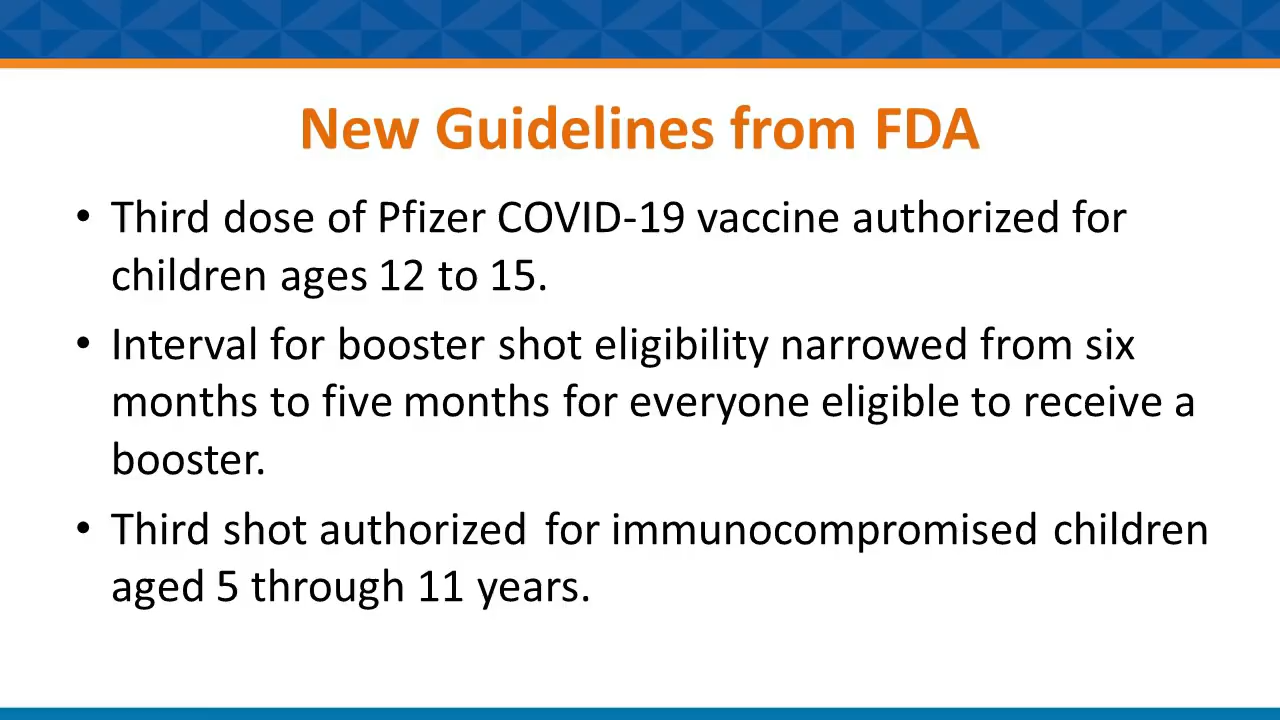 New Guidelines from FDA
• Third dose of Pfizer COVID-19 vaccine authorized for
children ages 12 to 15.
• Interval for booster shot eligibility narrowed from six
months to five months for everyone eligible to receive a
booster.
• Third shot authorized for immunocompromised children
aged 5 through 11 years.